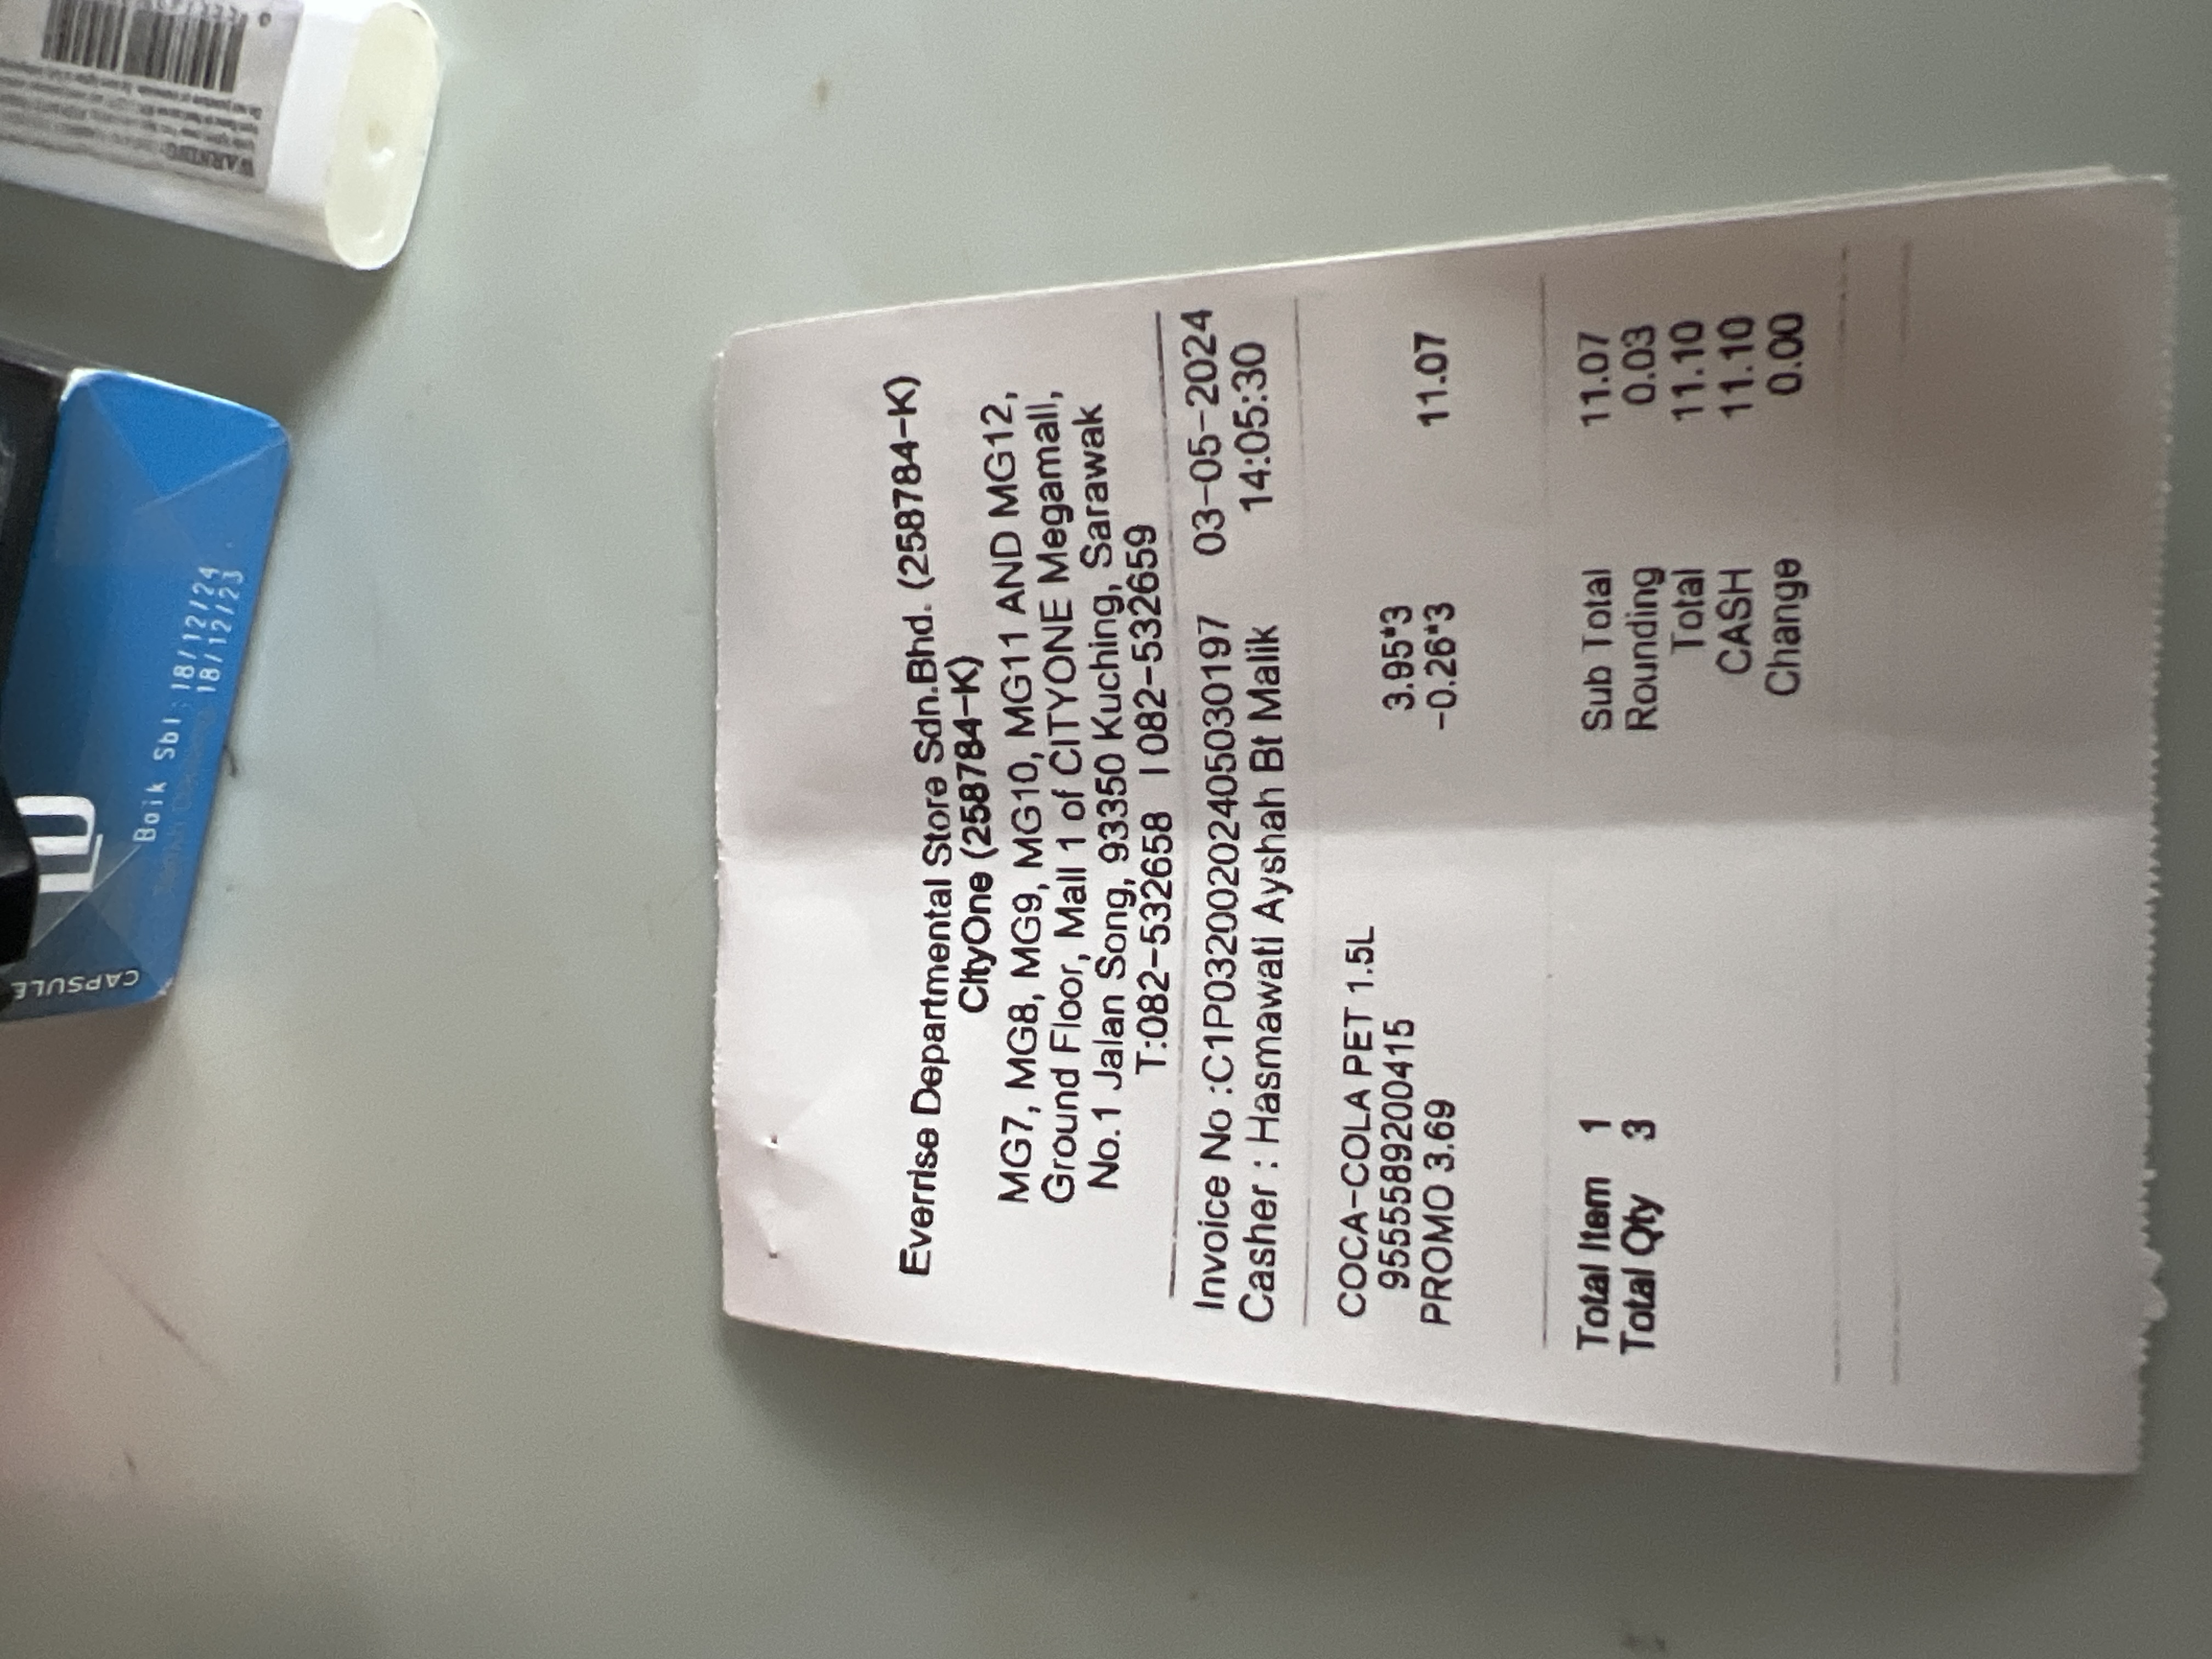 CAPSULE
Baik Sbl:18/12/24
18/12/23
WARNING:
Everrise Departmental Store Sdn.Bhd. (258784-K)
CityOne (258784-K)
MG7, MG8, MG9, MG10, MG11 AND MG12,
Ground Floor, Mall 1 of CITYONE Megamall,
No.1 Jalan Song, 93350 Kuching, Sarawak
T:082-532658 | 082-532659
Invoice No :C1P03200202405030197 03-05-2024
Casher : Hasmawati Ayshah Bt Malik 14:05:30
COCA-COLA PET 1.5L
9555589200415 3.95*3
PROMO 3.69 -0.26*3 11.07
Total Item 1 Sub Total 11.07
Total Qty 3 Rounding 0.03
Total 11.10
CASH 11.10
Change 0.00